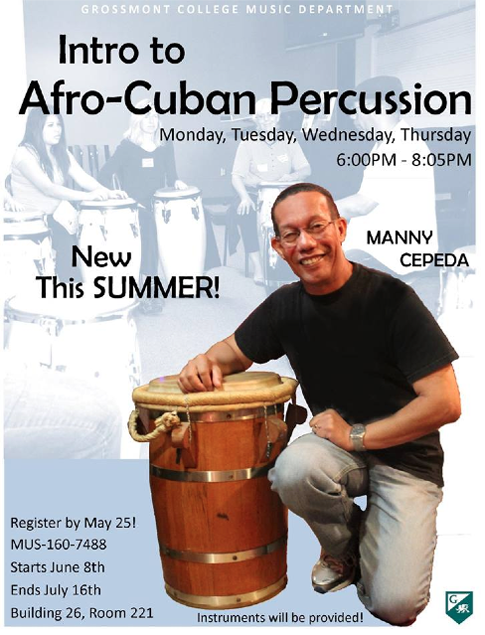 GROSSMONT COLLEGE MUSIC DEPARTMENT
Intro to
Afro-Cuban Percussion
Monday, Tuesday, Wednesday, Thursday
6:00PM - 8:05PM
MANNY
CEPEDA
New
This SUMMER!
Register by May 25!
MUS-160-7488
Starts June 8th
Ends July 16th
Building 26, Room 221
Instruments will be provided!
G